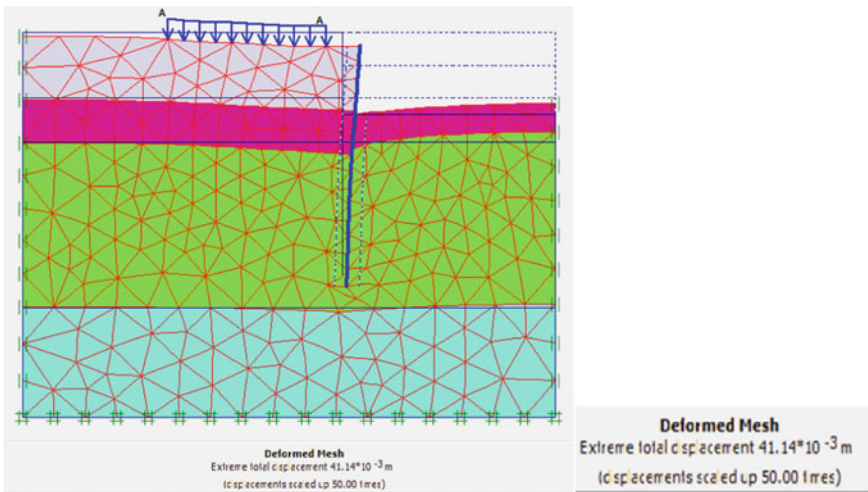 A A
Deformed Mesh
Extreme total displacement 41.14*10 -3 m
(displacements scaled up 50.00 times)
Deformed Mesh
Extreme total displacement 41.14*10 -3 m
(displacements scaled up 50.00 times)